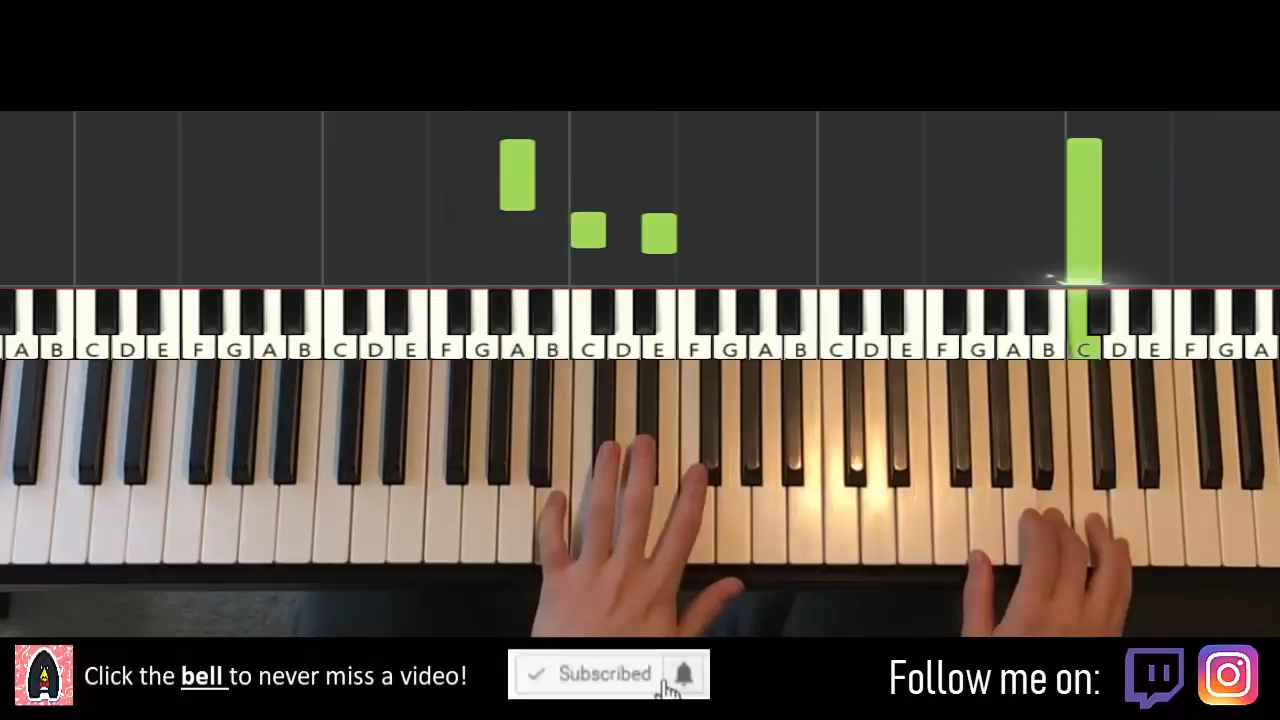 A B C D E F G A B C D E F G A B C D E F G A B C D E F G A B C D E F G A
Click the bell to never miss a video!
Subscribed
Follow me on: